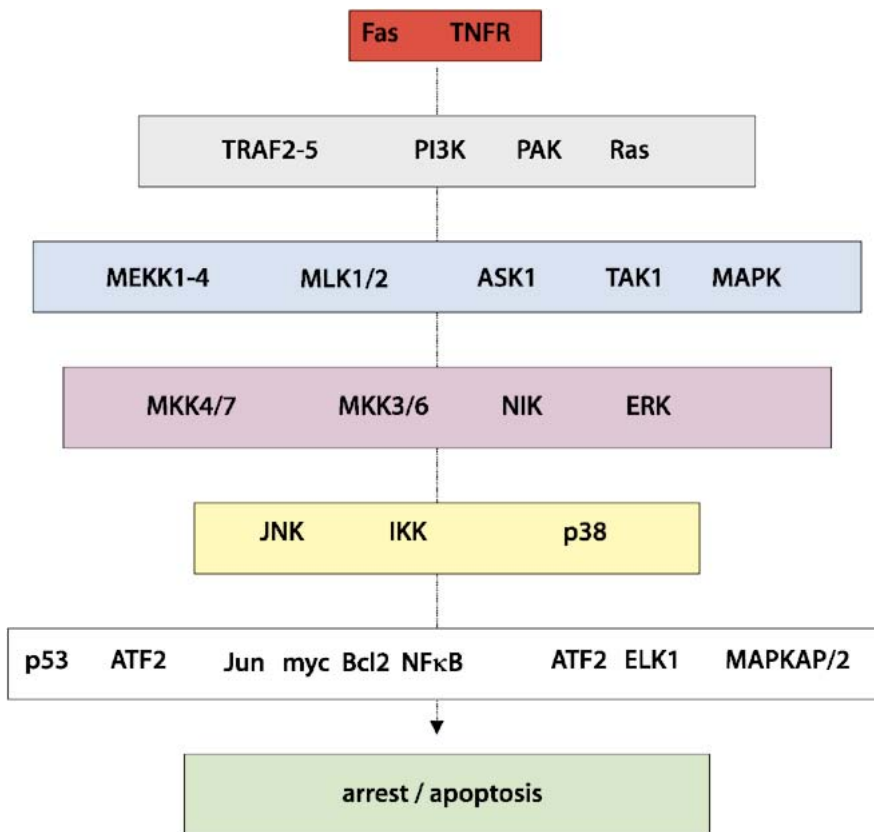 Fas TNFR
TRAF2-5 PI3K PAK Ras
MEKK1-4 MLK1/2 ASK1 TAK1 MAPK
MKK4/7 MKK3/6 NIK ERK
JNK IKK p38
p53 ATF2 Jun myc Bcl2 NFκB ATF2 ELK1 MAPKAP/2
arrest / apoptosis